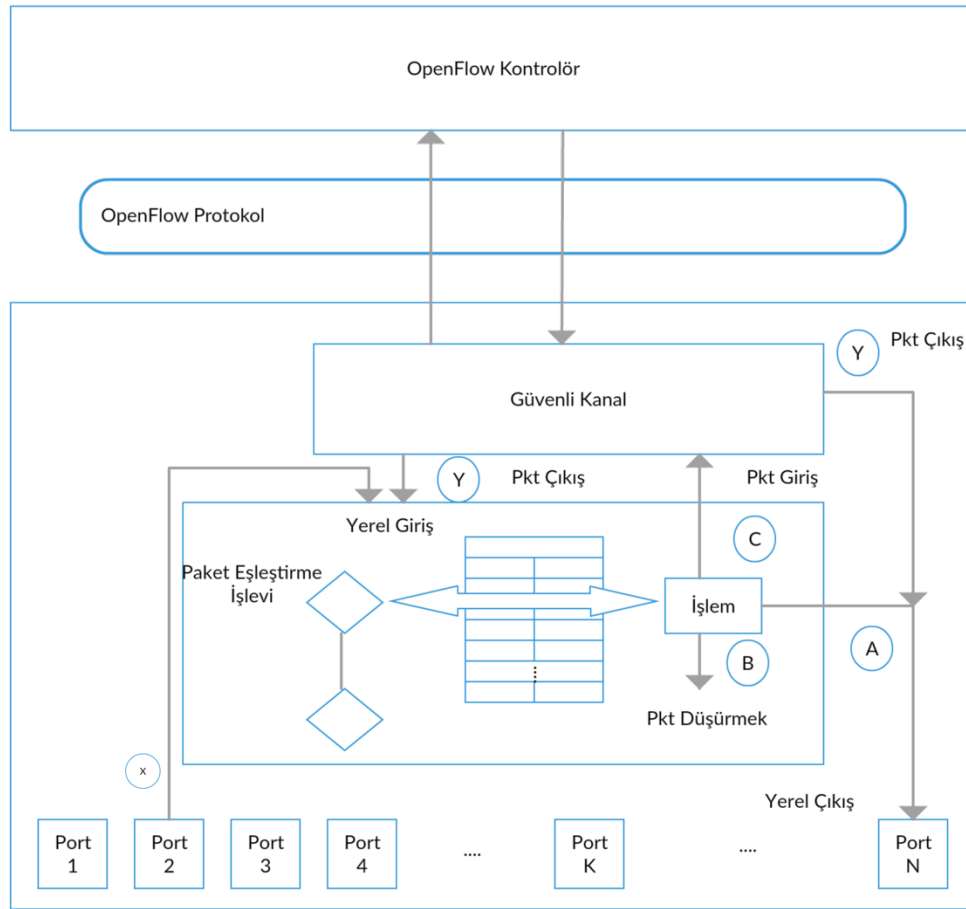 OpenFlow Kontrolör
OpenFlow Protokol
Y
Pkt Çıkış
Güvenli Kanal
Y
Pkt Çıkış
Pkt Giriş
Yerel Giriş
C
Paket Eşleştirme
İşlevi
İşlem
A
B
Pkt Düşürmek
x
Yerel Çıkış
Port
1
Port
2
Port
3
Port
4
....
Port
K
....
Port
N